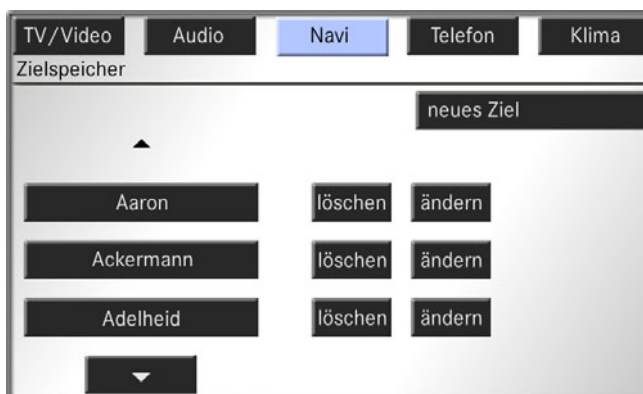 TV/Video Audio Navi Telefon Klima
Zielspeicher
neues Ziel
Aaron löschen ändern
Ackermann löschen ändern
Adelheid löschen ändern